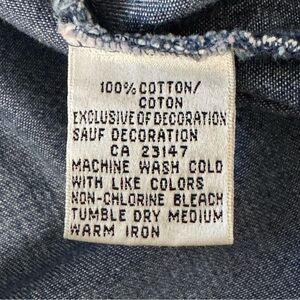 100% COTTON/
COTON
EXCLUSIVE OF DECORATION
SAUF DECORATION
CA 23147
MACHINE WASH COLD
WITH LIKE COLORS
NON-CHLORINE BLEACH
TUMBLE DRY MEDIUM
WARM IRON